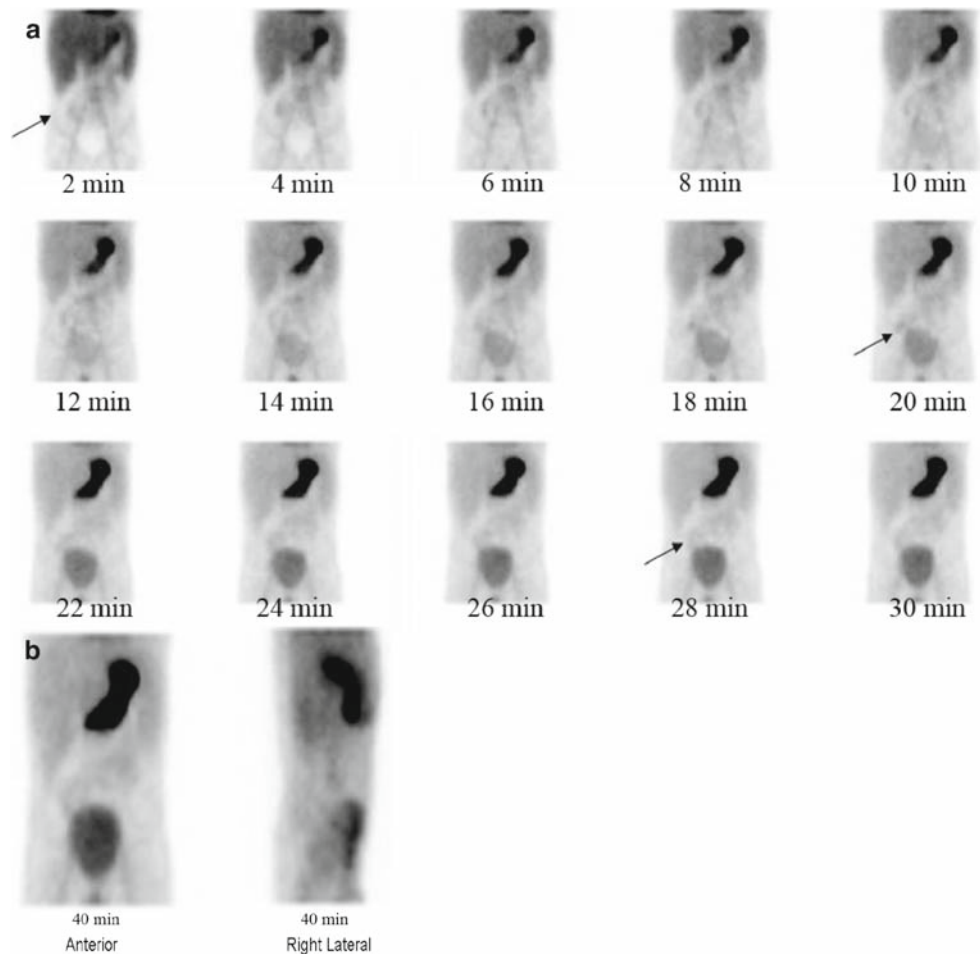 a
2 min 4 min 6 min 8 min 10 min
12 min 14 min 16 min 18 min 20 min
22 min 24 min 26 min 28 min 30 min
b
40 min 40 min
Anterior Right Lateral